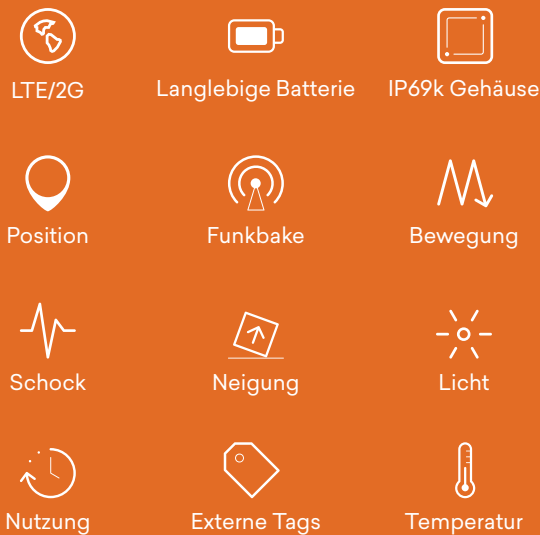 LTE/2G
Langlebige Batterie
IP69k Gehäuse
Position
Funkbake
Bewegung
Schock
Neigung
Licht
Nutzung
Externe Tags
Temperatur